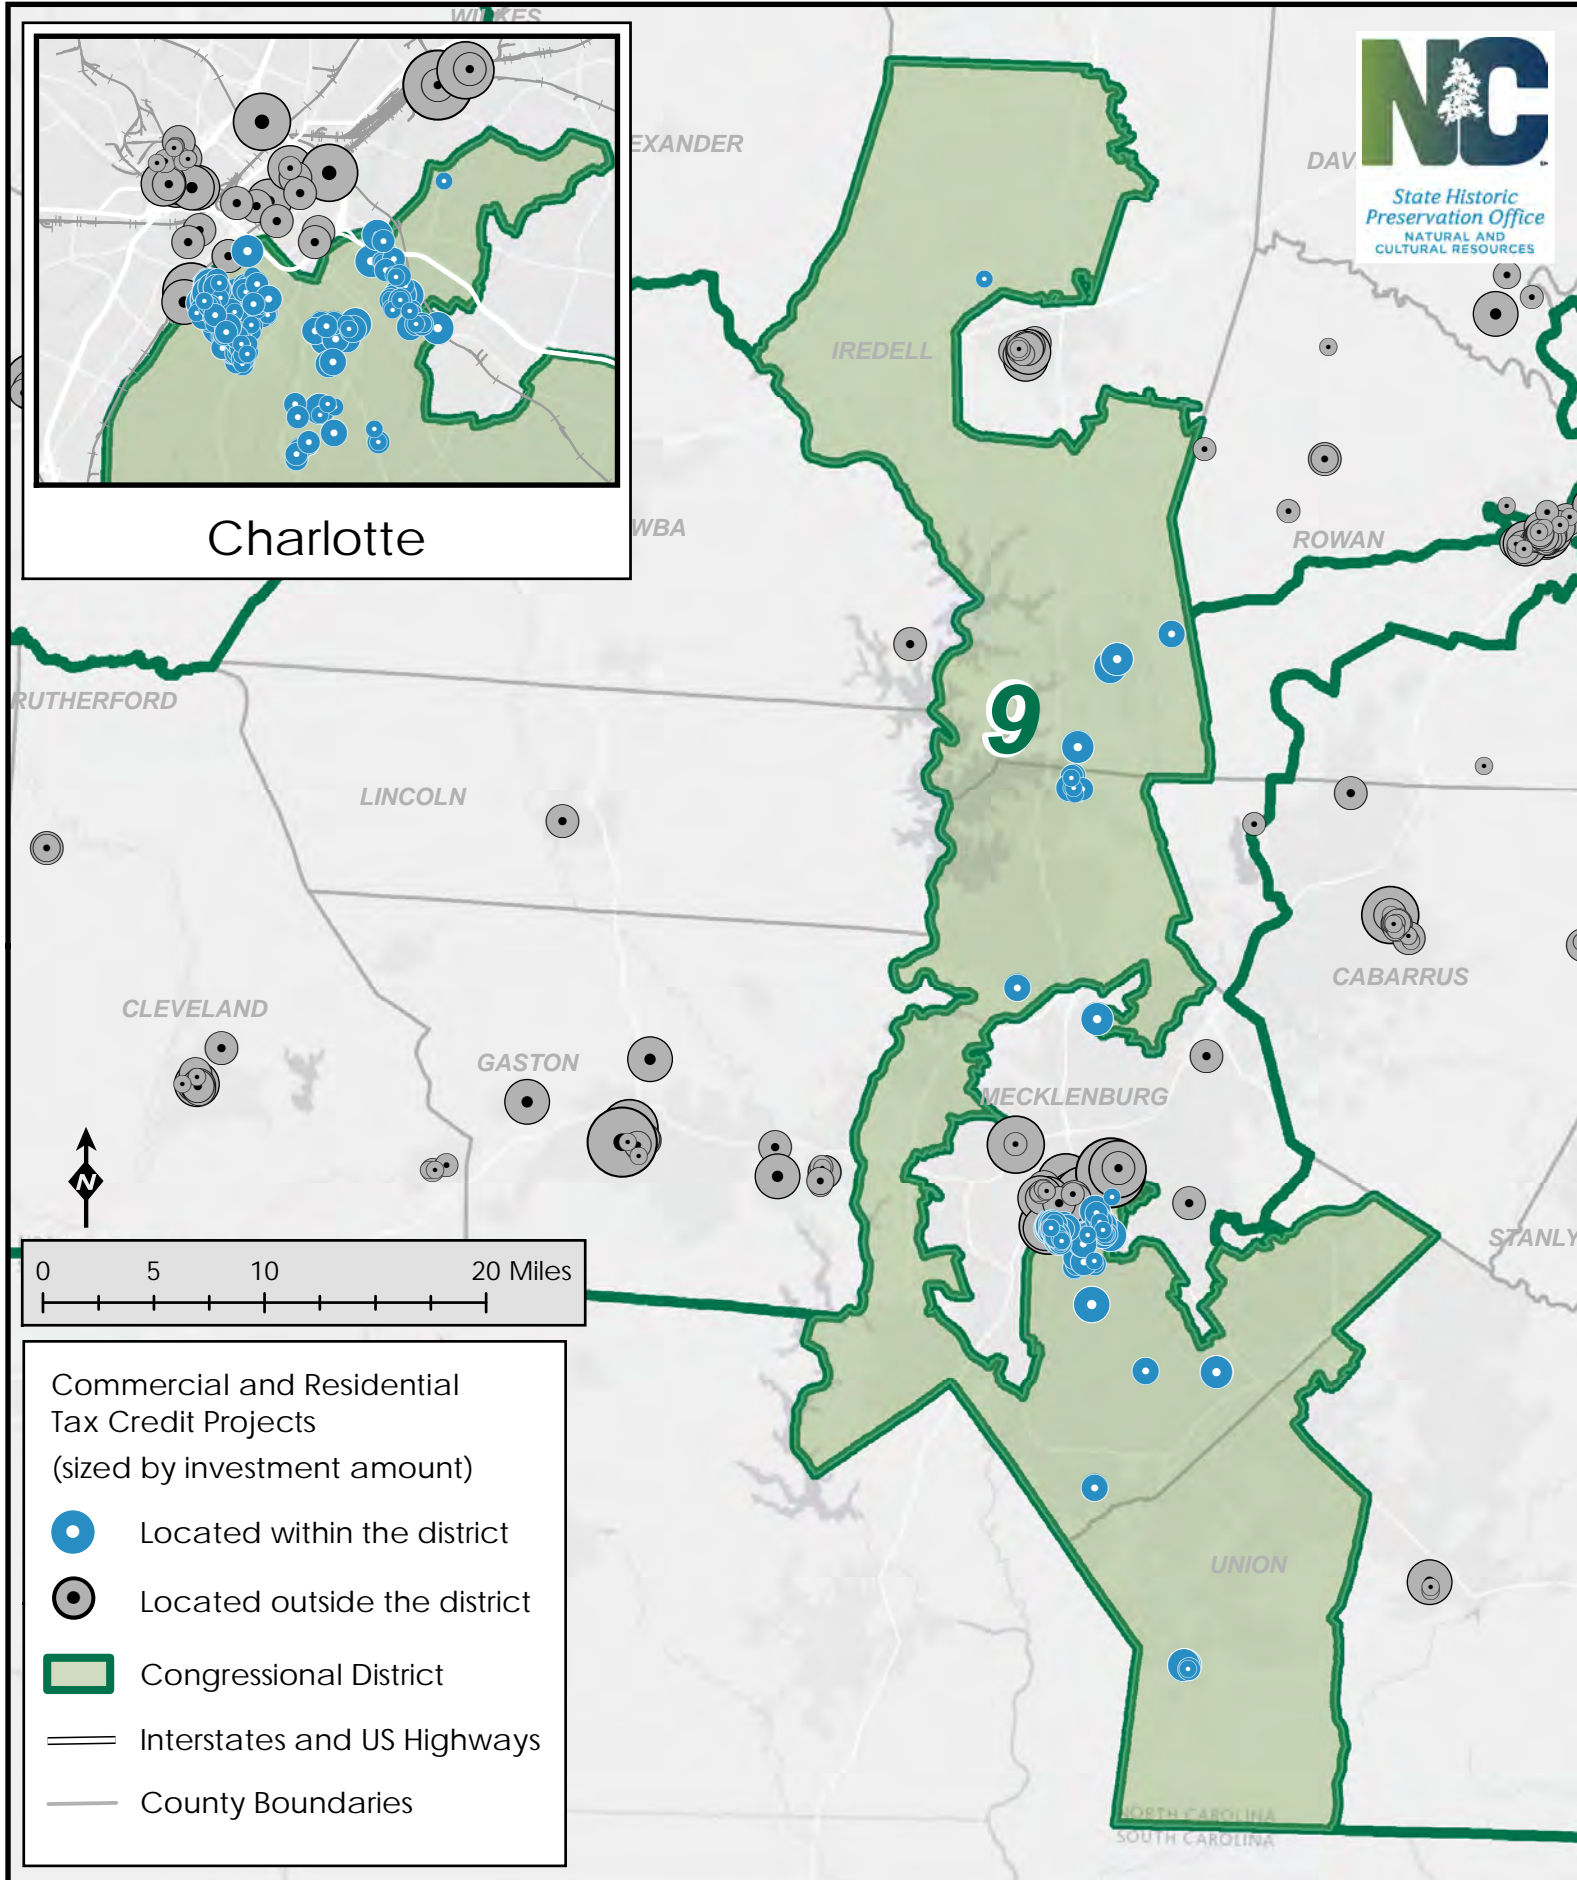 WILKES
EXANDER
DAV
NC
State Historic
Preservation Office
NATURAL AND
CULTURAL RESOURCES
IREDELL
Charlotte
WBA
ROWAN
RUTHERFORD
9
LINCOLN
CABARRUS
CLEVELAND
GASTON
MECKLENBURG
N
STANLY
0 5 10 20 Miles
Commercial and Residential
Tax Credit Projects
(sized by investment amount)
Located within the district
Located outside the district
Congressional District
Interstates and US Highways
County Boundaries
UNION
NORTH CAROLINA
SOUTH CAROLINA